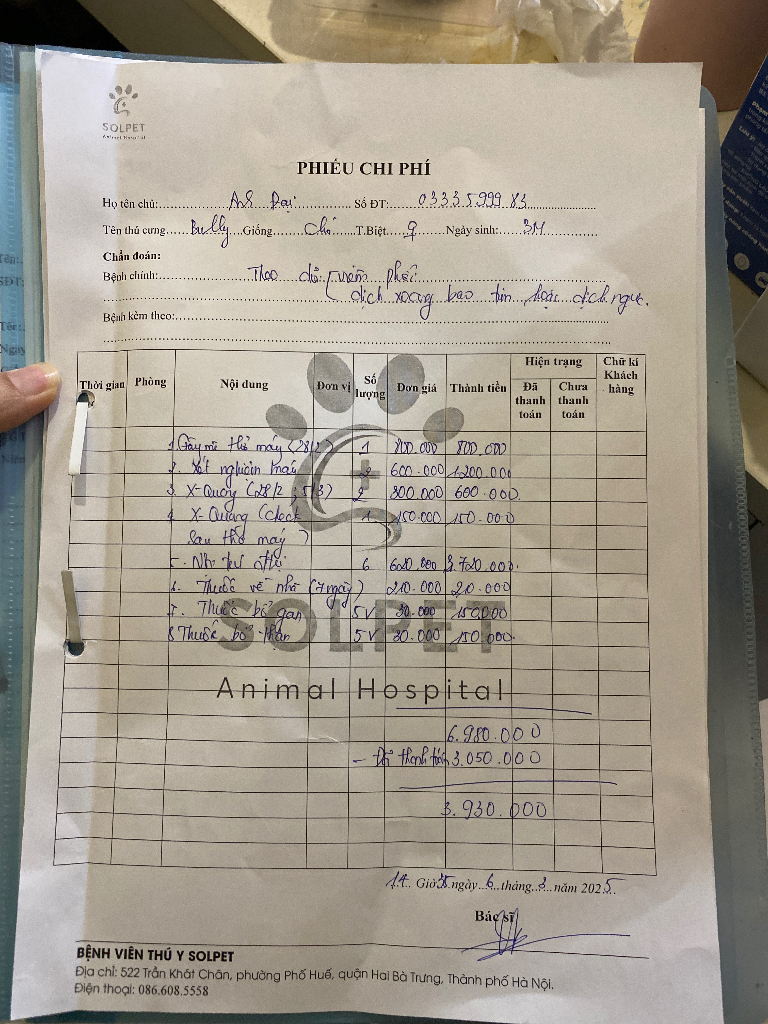 SOLPET
Animal Hospital
PHIẾU CHI PHÍ
Họ tên chủ: A8 Đại Số ĐT: 0333599983
Tên thú cưng Bully Giống Chó T.Biệt ♀ Ngày sinh: 3M
Chẩn đoán:
Bệnh chính: Theo dõi viêm phổi
dịch xoang bao tim hoặc dịch ngực.
Bệnh kèm theo:
Thời gian Phòng Nội dung Đơn vị Số lượng Đơn giá Thành tiền Hiện trạng Đã thanh toán Chưa thanh toán Chữ kí Khách hàng
1. Gây mê thở máy (28/2) 1 800.000 800.000
2. Xét nghiệm máu 2 600.000 1.200.000
3. X-Quang (28/2, 5/3) 2 300.000 600.000
4. X-Quang (check 1 150.000 150.000
sau thở máy)
5. Nội trú 6 620.000 3.720.000
6. Thuốc về nhà (7 ngày) 210.000 210.000
7. Thuốc bổ gan 5V 30.000 150.000
8 Thuốc bổ thận 5V 30.000 150.000
SOLPET
Animal Hospital
6.980.000
- Đã thanh toán 3.050.000
3.930.000
14 Giờ 35 ngày 6 tháng 3 năm 2025
Bác sĩ
BỆNH VIỆN THÚ Y SOLPET
Địa chỉ: 522 Trần Khát Chân, phường Phố Huế, quận Hai Bà Trưng, Thành phố Hà Nội.
Điện thoại: 086.608.5558